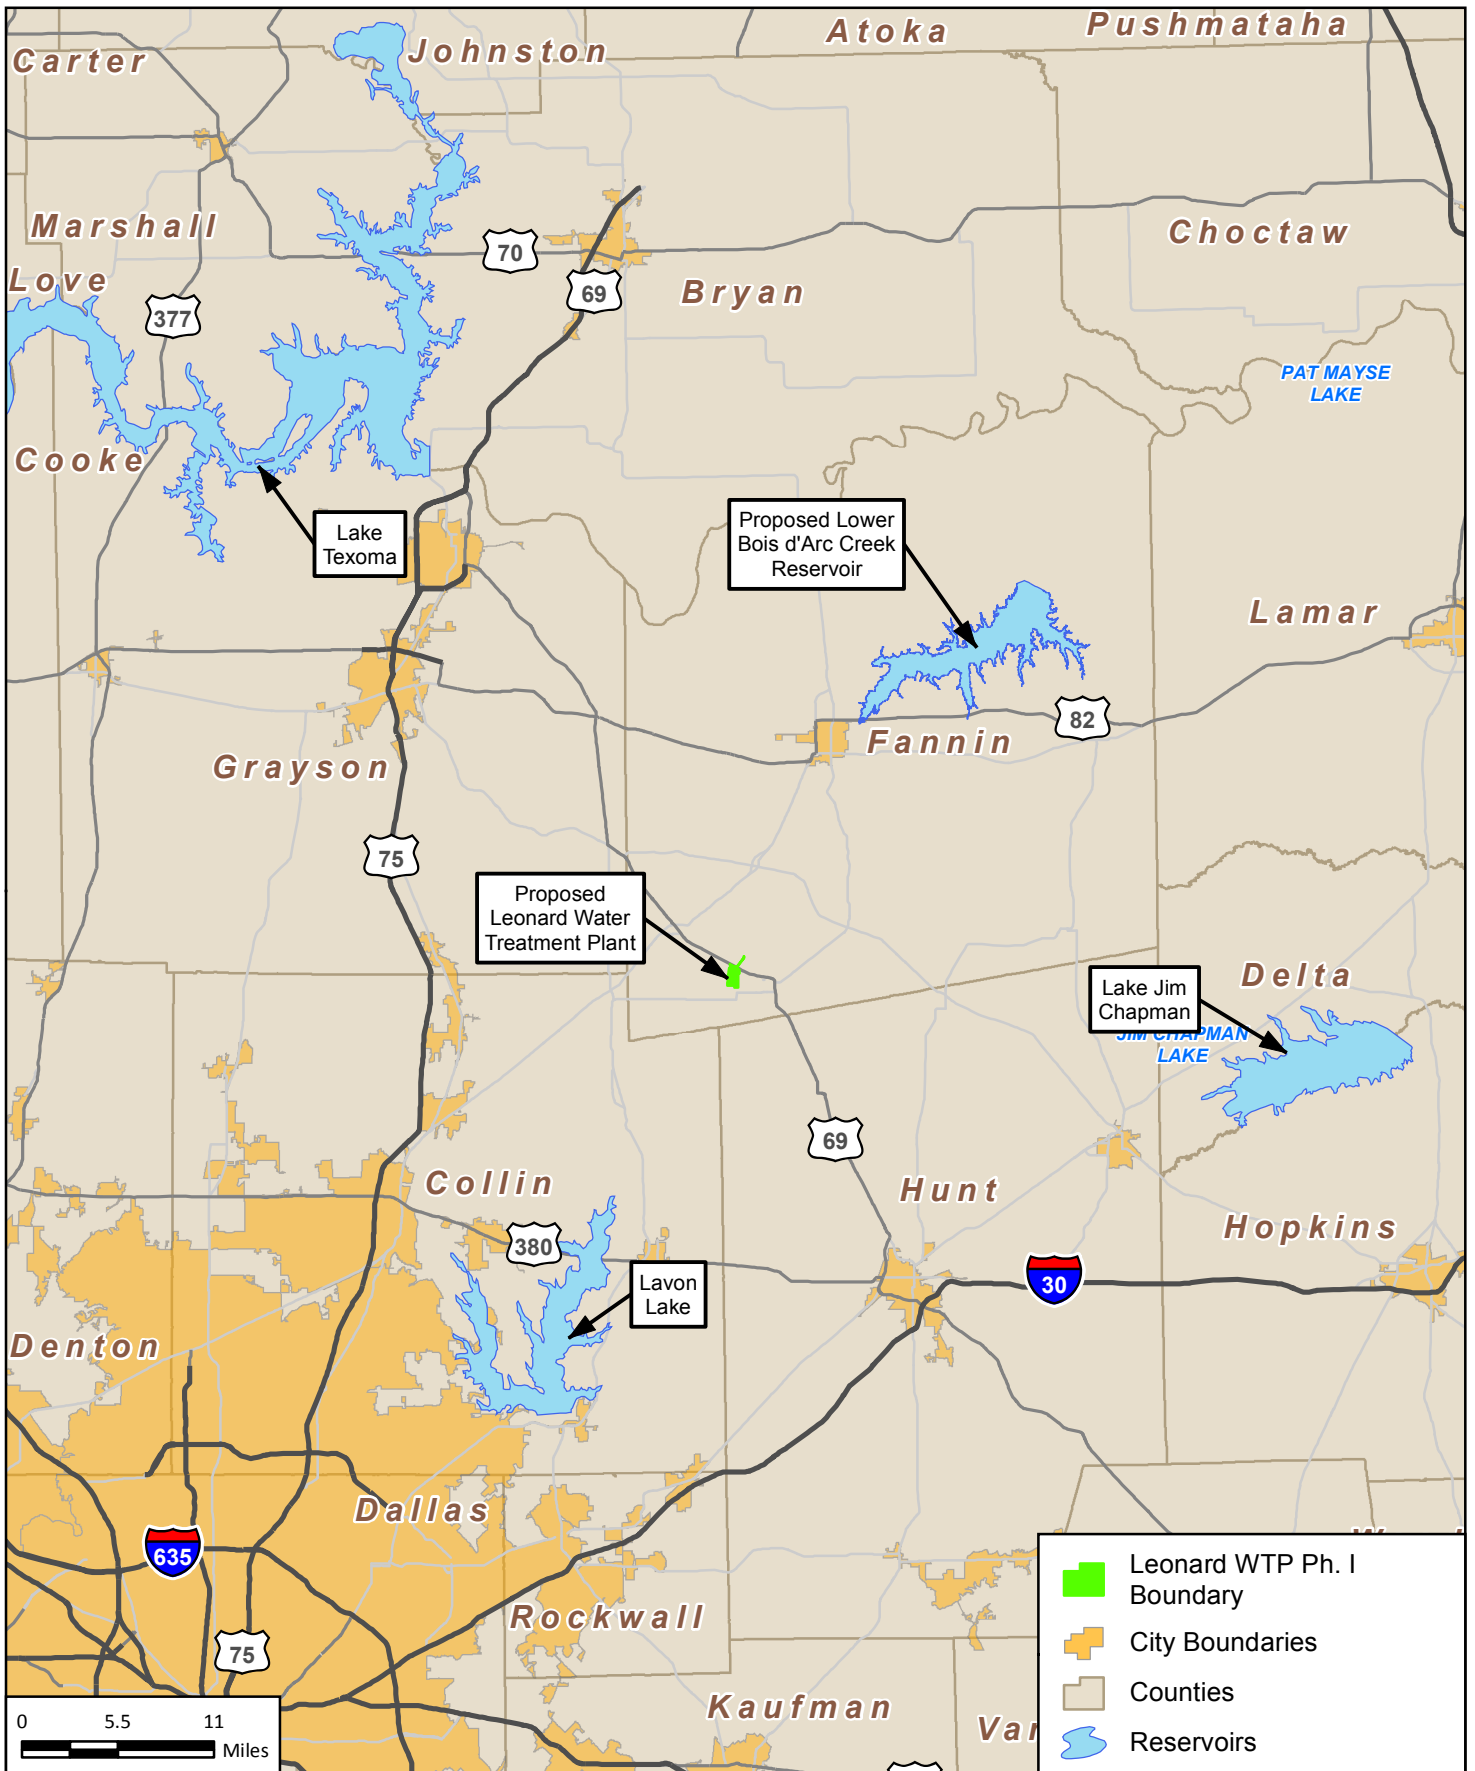 Carter
Johnston
Atoka
Pushmataha
Marshall
Love
377
70
69
Bryan
Choctaw
PAT MAYSE
LAKE
Cooke
Lake
Texoma
Proposed Lower
Bois d'Arc Creek
Reservoir
Lamar
82
Fannin
Grayson
75
Proposed
Leonard Water
Treatment Plant
Delta
Lake Jim
Chapman
JIM CHAPMAN
LAKE
69
Collin
Hunt
Hopkins
380
30
Lavon
Lake
Denton
Dallas
635
Rockwall
75
Kaufman
Van
Leonard WTP Ph. I
Boundary
City Boundaries
Counties
Reservoirs
0 5.5 11
Miles